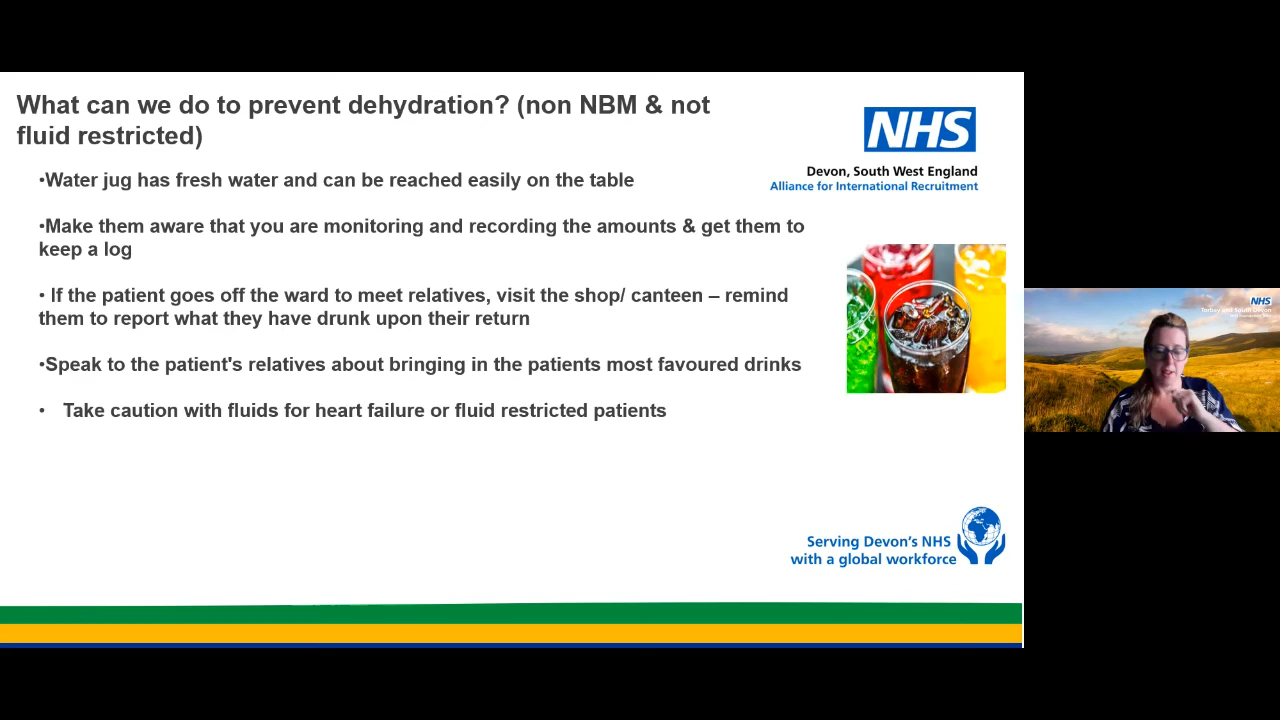 What can we do to prevent dehydration? (non NBM & not
fluid restricted)
•Water jug has fresh water and can be reached easily on the table
•Make them aware that you are monitoring and recording the amounts & get them to
keep a log
• If the patient goes off the ward to meet relatives, visit the shop/ canteen – remind
them to report what they have drunk upon their return
•Speak to the patient's relatives about bringing in the patients most favoured drinks
• Take caution with fluids for heart failure or fluid restricted patients
NHS
Devon, South West England
Alliance for International Recruitment
Serving Devon's NHS
with a global workforce
NHS
Torbay and South Devon